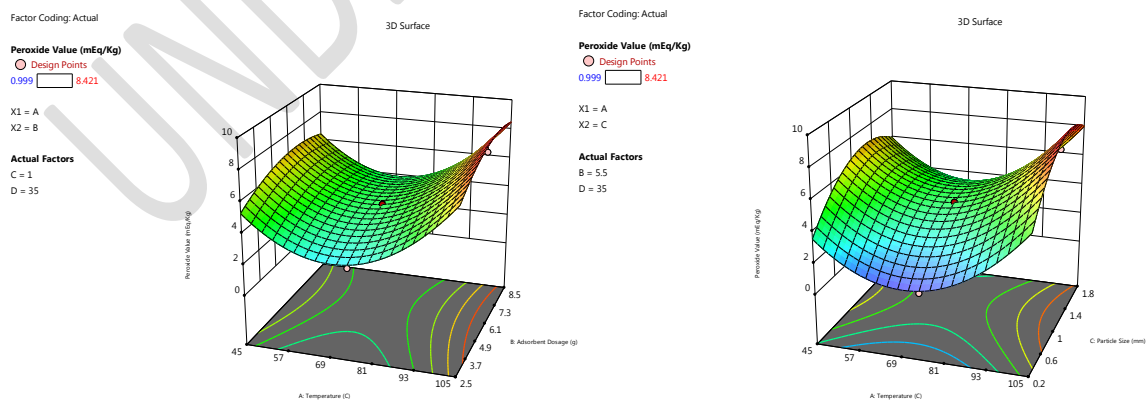 Factor Coding: Actual
3D Surface
Peroxide Value (mEq/Kg)
Design Points
0.999 8.421
X1 = A
X2 = B
Actual Factors
C = 1
D = 35
10
8
6
4
2
0
Peroxide Value (mEq/Kg)
45
57
69
81
93
105
A: Temperature (C)
2.5
3.7
4.9
6.1
7.3
8.5
B: Adsorbent Dosage (g)
Factor Coding: Actual
3D Surface
Peroxide Value (mEq/Kg)
Design Points
0.999 8.421
X1 = A
X2 = C
Actual Factors
B = 5.5
D = 35
10
8
6
4
2
0
Peroxide Value (mEq/Kg)
45
57
69
81
93
105
A: Temperature (C)
0.2
0.6
1
1.4
1.8
C: Particle Size (mm)
UND